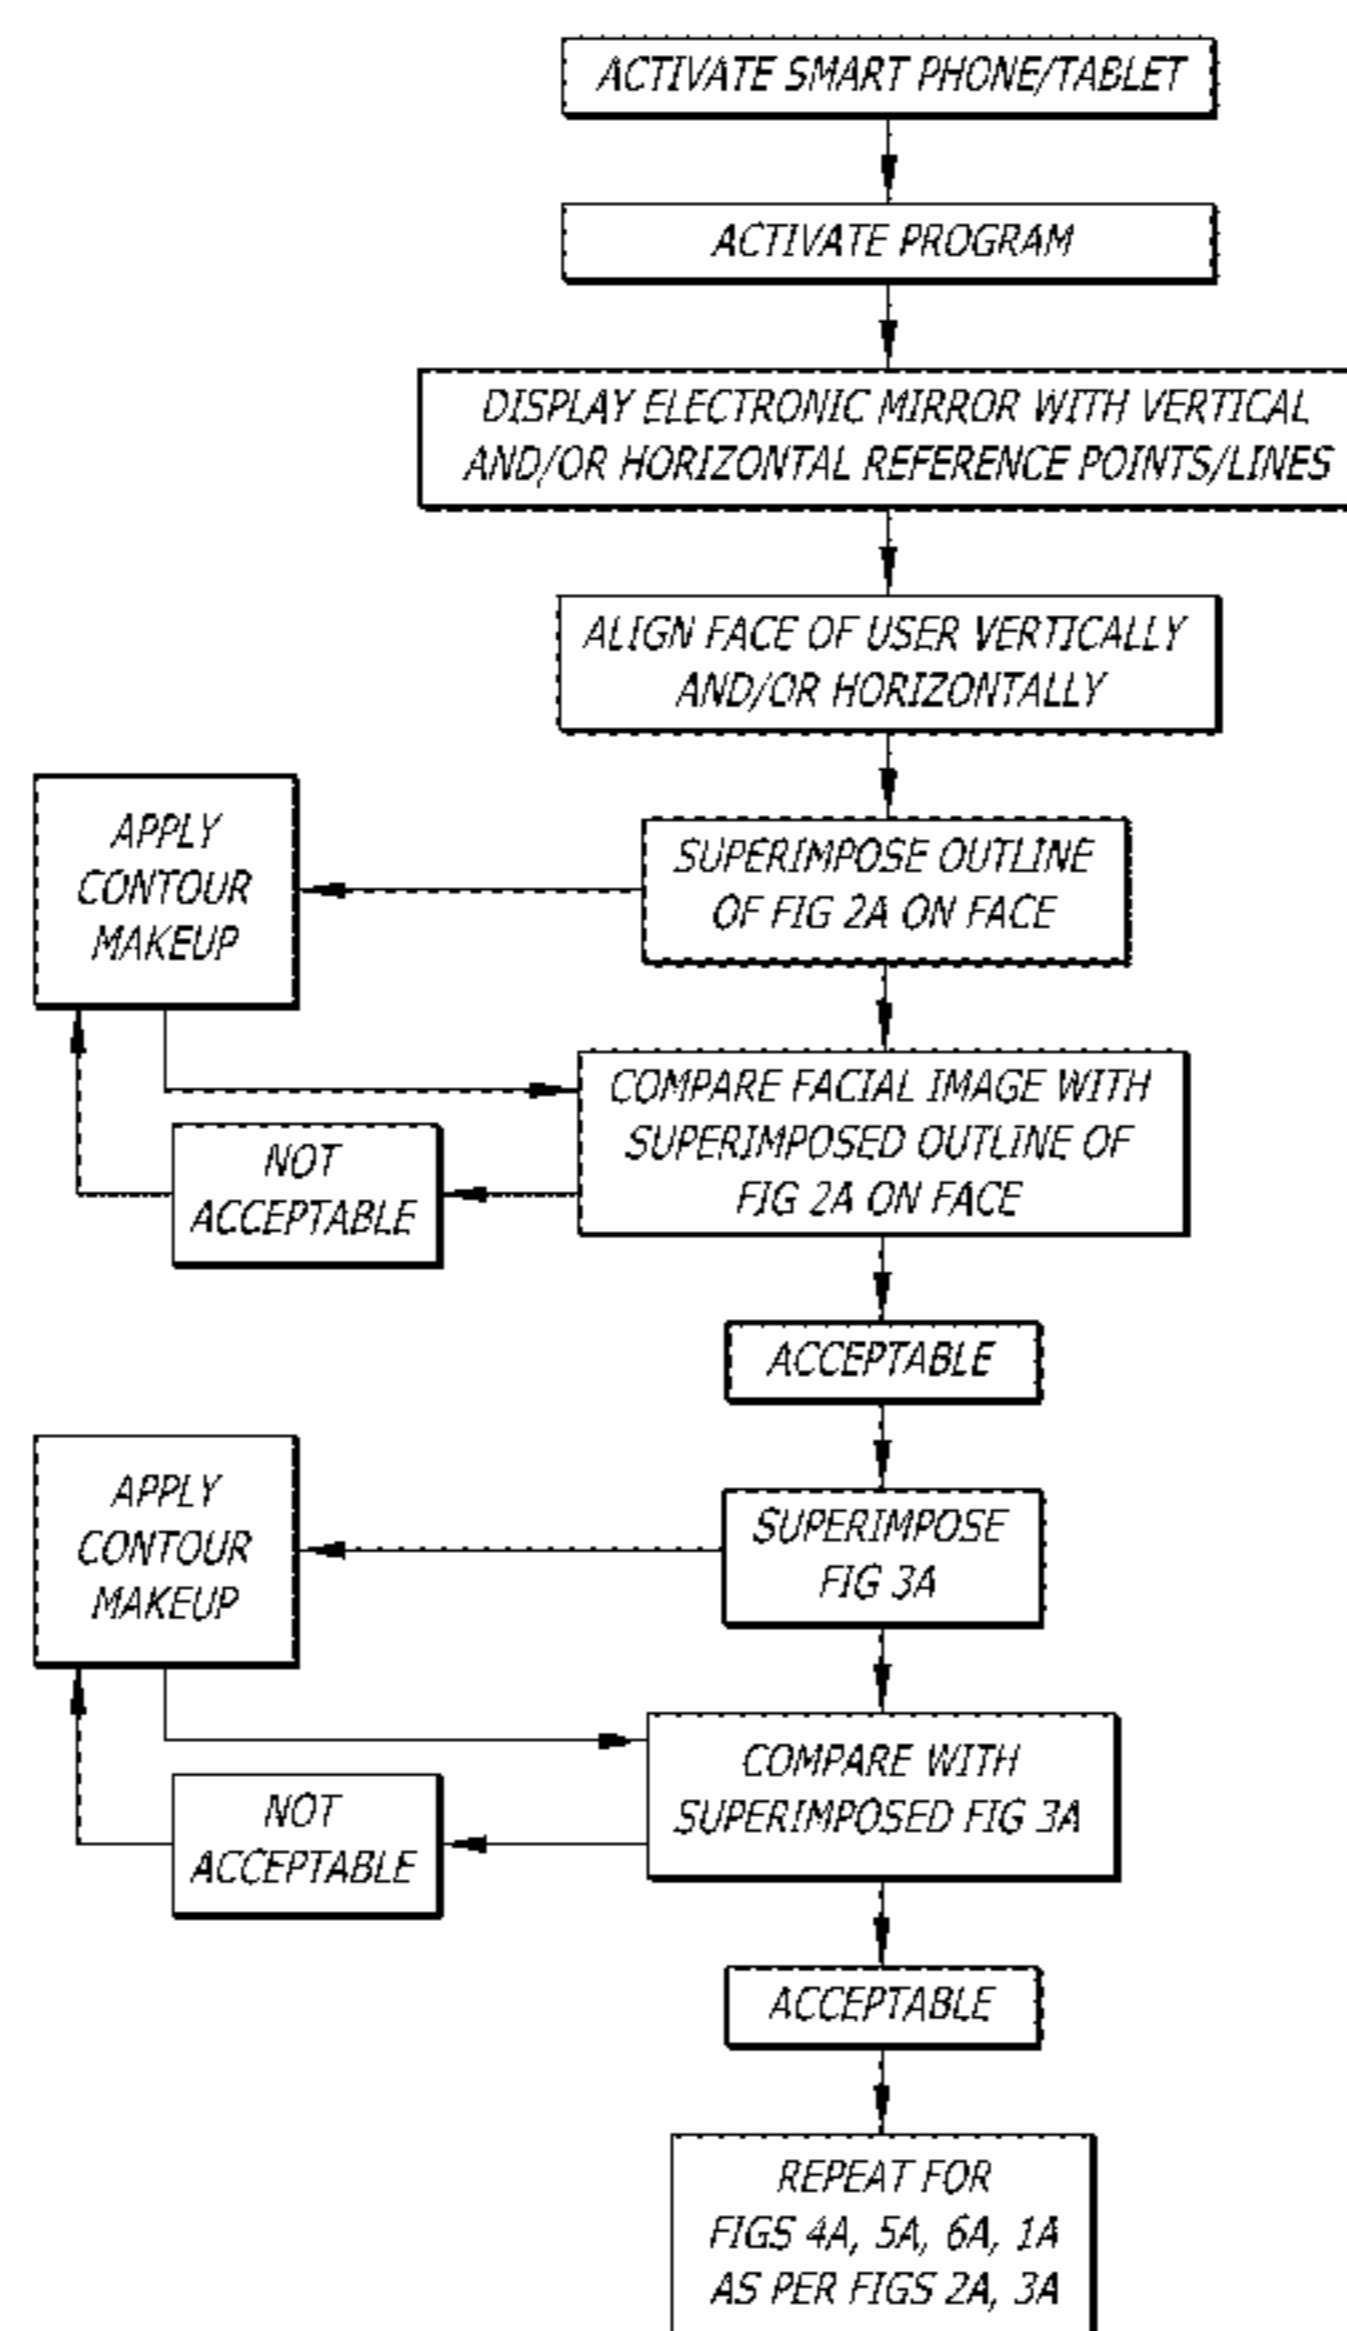 ACTIVATE SMART PHONE/TABLET
ACTIVATE PROGRAM
DISPLAY ELECTRONIC MIRROR WITH VERTICAL
AND/OR HORIZONTAL REFERENCE POINTS/LINES
ALIGN FACE OF USER VERTICALLY
AND/OR HORIZONTALLY
APPLY
CONTOUR
MAKEUP
SUPERIMPOSE OUTLINE
OF FIG 2A ON FACE
COMPARE FACIAL IMAGE WITH
SUPERIMPOSED OUTLINE OF
FIG 2A ON FACE
NOT
ACCEPTABLE
ACCEPTABLE
APPLY
CONTOUR
MAKEUP
SUPERIMPOSE
FIG 3A
COMPARE WITH
SUPERIMPOSED FIG 3A
NOT
ACCEPTABLE
ACCEPTABLE
REPEAT FOR
FIGS 4A, 5A, 6A, 1A
AS PER FIGS 2A, 3A